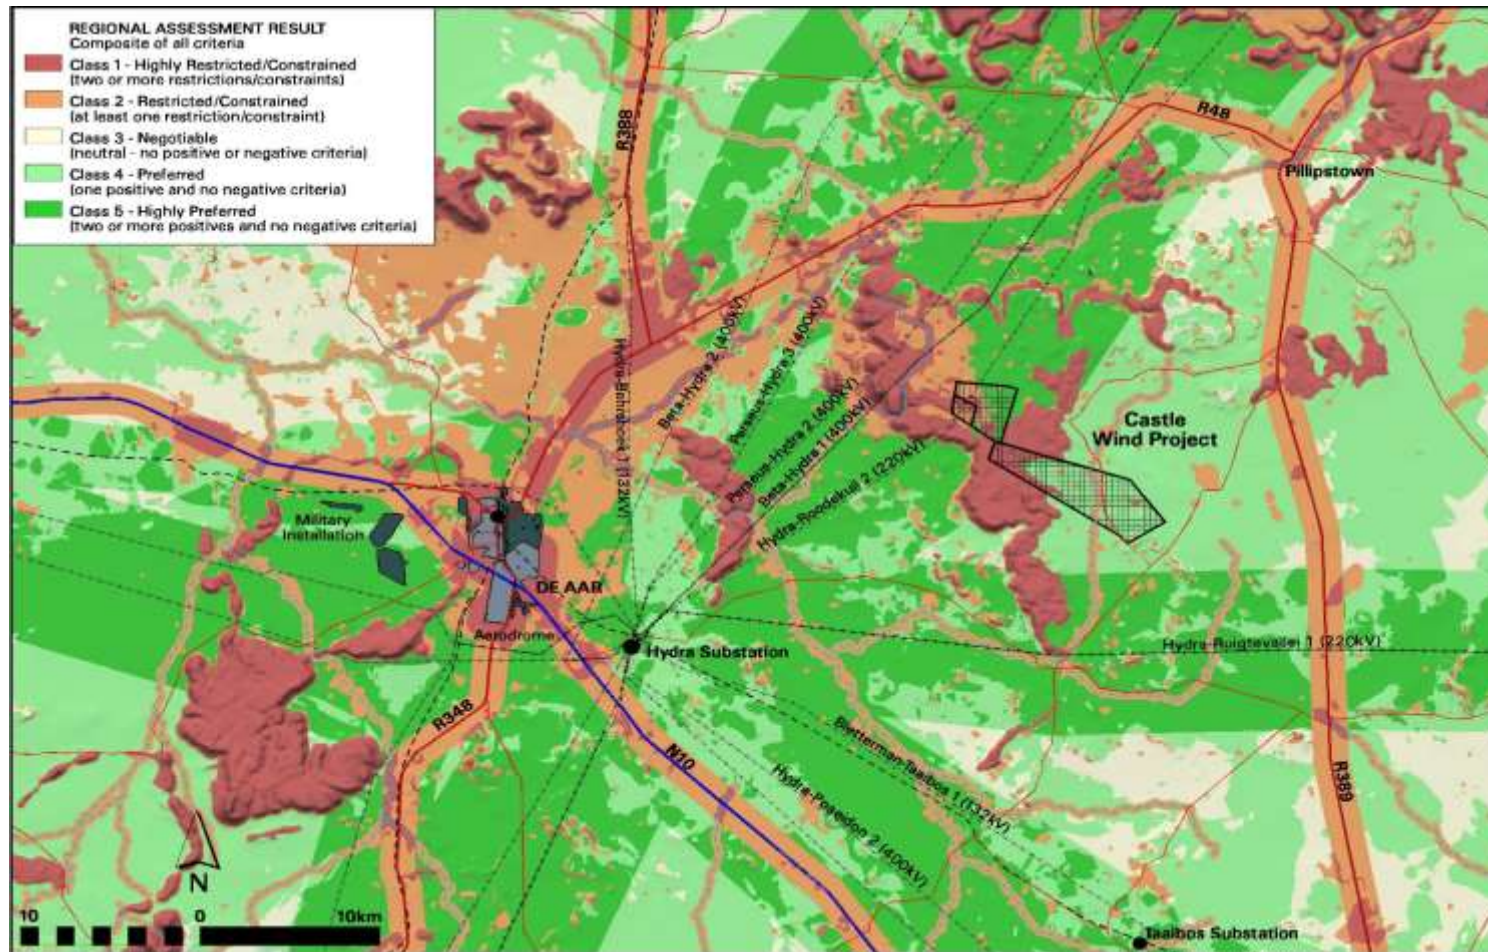 REGIONAL ASSESSMENT RESULT
Composite of all criteria
Class 1 - Highly Restricted/Constrained
(two or more restrictions/constraints)
Class 2 - Restricted/Constrained
(at least one restriction/constraint)
Class 3 - Negotiable
(neutral - no positive or negative criteria)
Class 4 - Preferred
(one positive and no negative criteria)
Class 5 - Highly Preferred
(two or more positives and no negative criteria)
R388
R48
Pillipstown
Hydra-Behrshoek 1 (132kV)
Beta-Hydra 2 (400kV)
Perseus-Hydra 3 (400kV)
Perseus-Hydra 2 (400kV)
Beta-Hydra 1 (400kV)
Hydra-Roodekuil 2 (220kV)
Castle
Wind Project
Military
Installation
DE AAR
Aerodrome
Hydra Substation
Hydra-Ruigtevallei 1 (220kV)
R348
N10
Bletterman-Taaibos 1 (132kV)
Hydra-Poseidon 2 (400kV)
R389
N
10
0
10km
Taaibos Substation